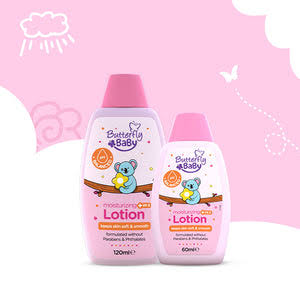 Butterfly
BABY
moisturizing
Lotion
keeps skin soft & smooth
formulated without
Parabens & Phthalates
120ml e
Butterfly
BABY
moisturizing
Lotion
keeps skin soft & smooth
formulated without
Parabens & Phthalates
60ml e